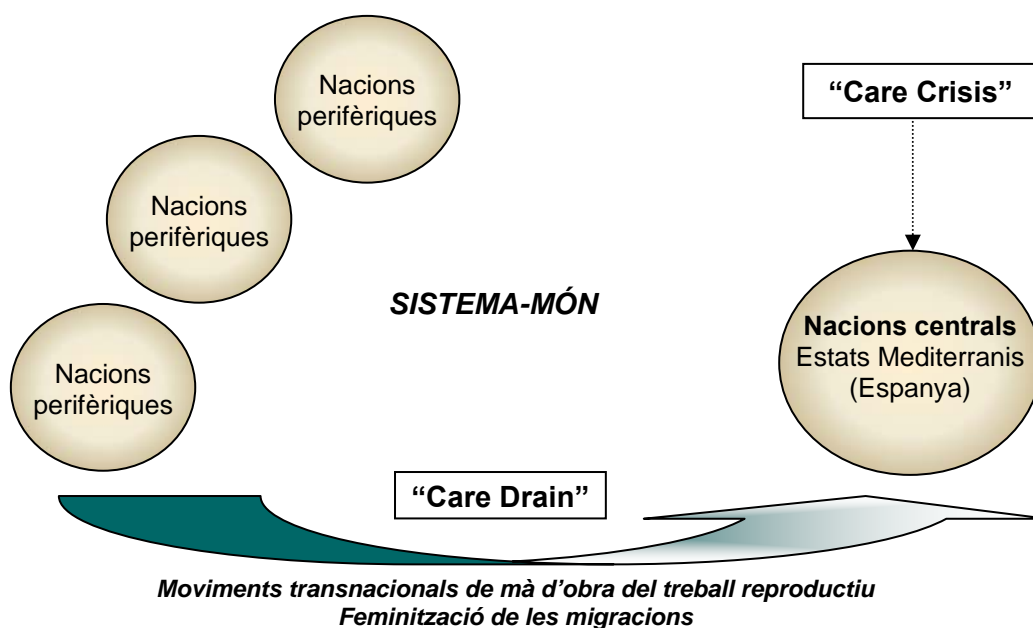 Nacions
perifèriques
“Care Crisis”
Nacions
perifèriques
SISTEMA-MÓN
Nacions centrals
Estats Mediterranis
(Espanya)
Nacions
perifèriques
“Care Drain”
Moviments transnacionals de mà d’obra del treball reproductiu
Feminització de les migracions